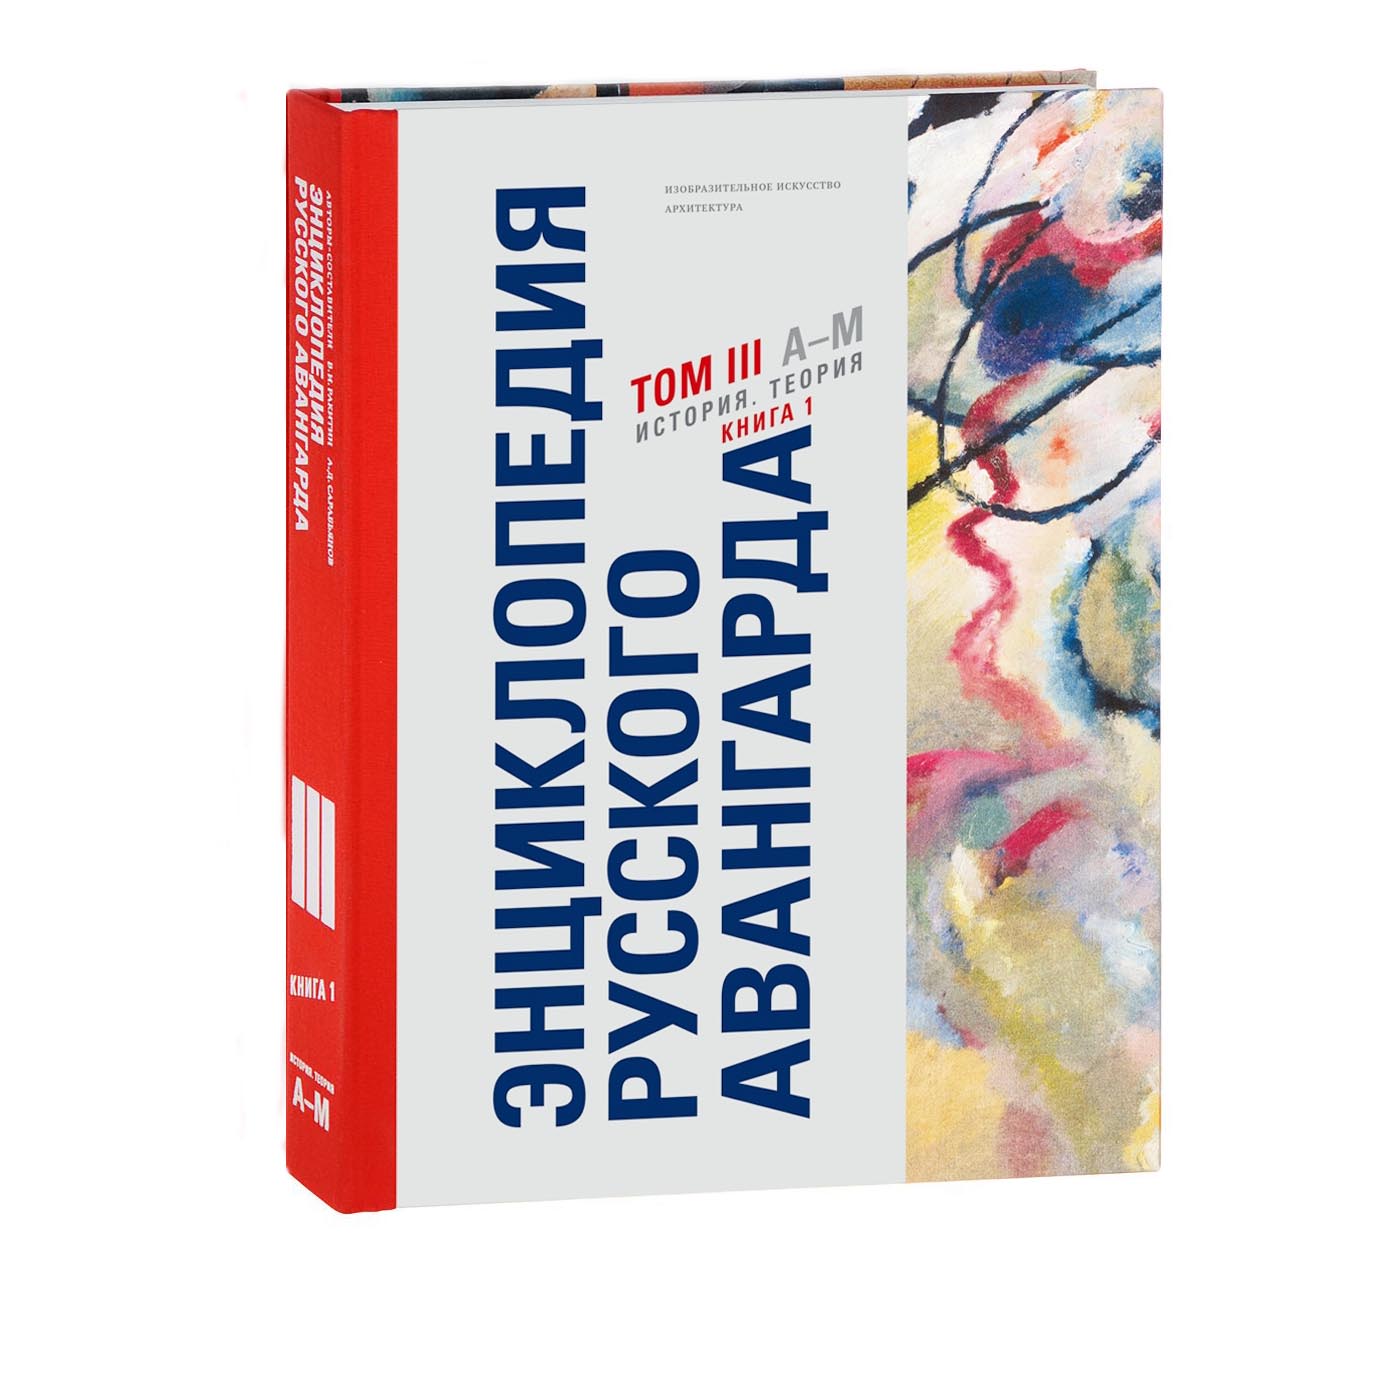 ИЗОБРАЗИТЕЛЬНОЕ ИСКУССТВО
АРХИТЕКТУРА
ЭНЦИКЛОПЕДИЯ
РУССКОГО
АВАНГАРДА
ТОМ III А–М
ИСТОРИЯ. ТЕОРИЯ
КНИГА 1
АВТОРЫ-СОСТАВИТЕЛИ В.И.РАКИТИН А.Д.САРАБЬЯНОВ
ЭНЦИКЛОПЕДИЯ
РУССКОГО АВАНГАРДА
III
КНИГА 1
ИСТОРИЯ. ТЕОРИЯ
А–М